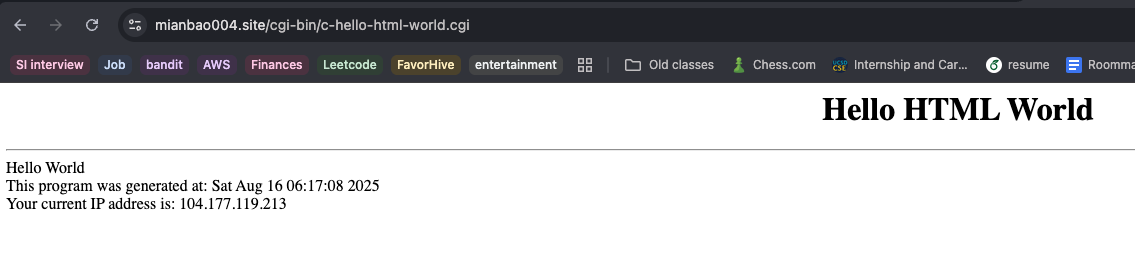 mianbao004.site/cgi-bin/c-hello-html-world.cgi
SI interview Job bandit AWS Finances Leetcode FavorHive entertainment Old classes Chess.com UCSD CSE Internship and Car... resume Roomma
Hello HTML World
Hello World
This program was generated at: Sat Aug 16 06:17:08 2025
Your current IP address is: 104.177.119.213